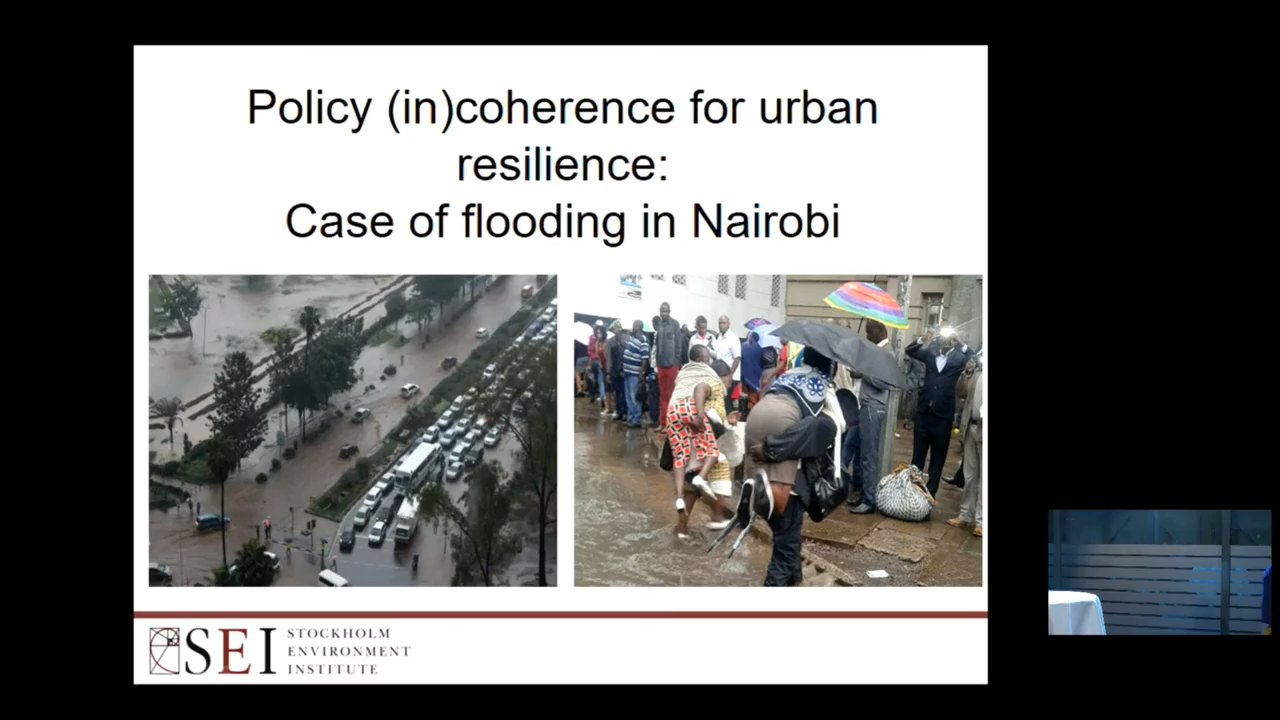 Policy (in)coherence for urban
resilience:
Case of flooding in Nairobi
SEI
STOCKHOLM
ENVIRONMENT
INSTITUTE